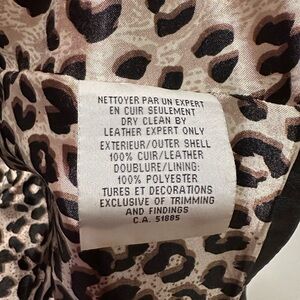 NETTOYER PAR UN EXPERT
EN CUIR SEULEMENT
DRY CLEAN BY
LEATHER EXPERT ONLY
EXTERIEUR/OUTER SHELL
100% CUIR/LEATHER
DOUBLURE/LINING:
100% POLYESTER
TURES ET DECORATIONS
EXCLUSIVE OF TRIMMING
AND FINDINGS
C.A. 51885